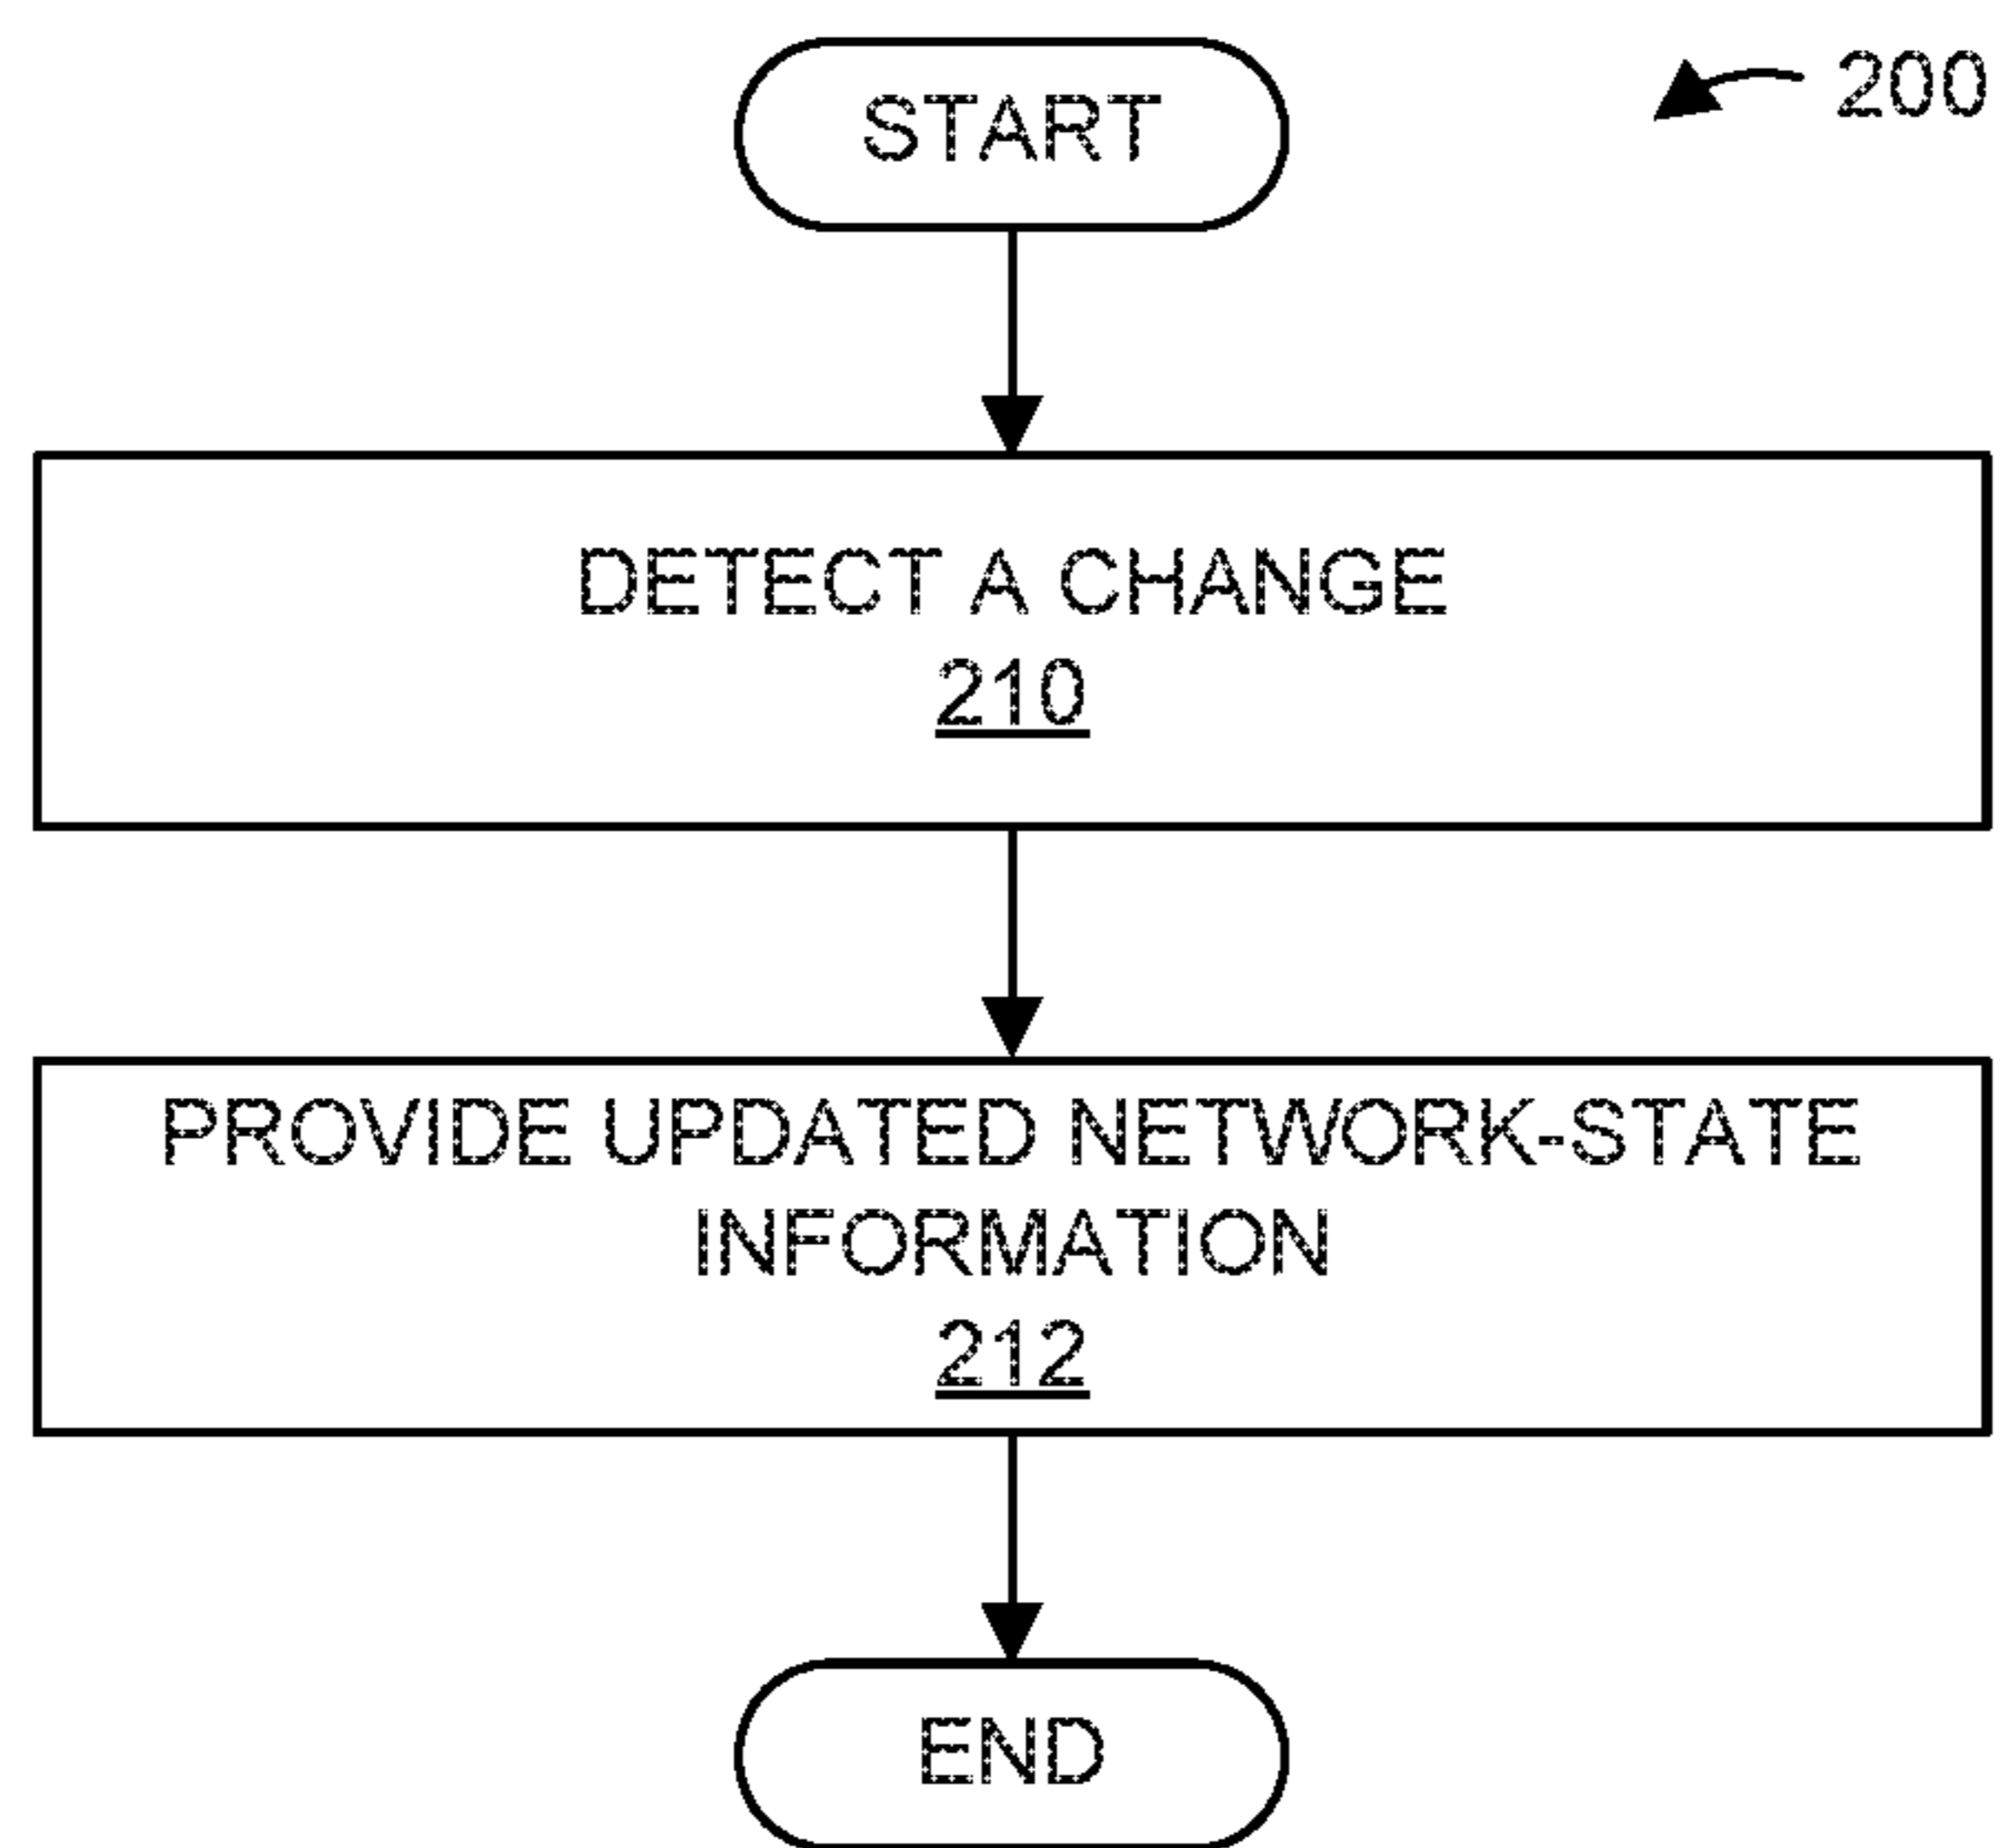 START
200
DETECT A CHANGE
210
PROVIDE UPDATED NETWORK-STATE
INFORMATION
212
END